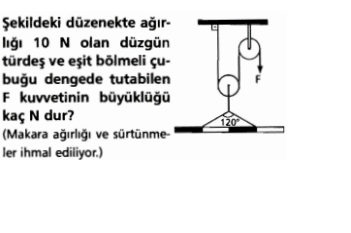 Şekildeki düzenekte ağır-
lığı 10 N olan düzgün
türdeş ve eşit bölmeli çu-
buğu dengede tutabilen
F kuvvetinin büyüklüğü
kaç N dur?
(Makara ağırlığı ve sürtünme-
ler ihmal ediliyor.)
F
120°